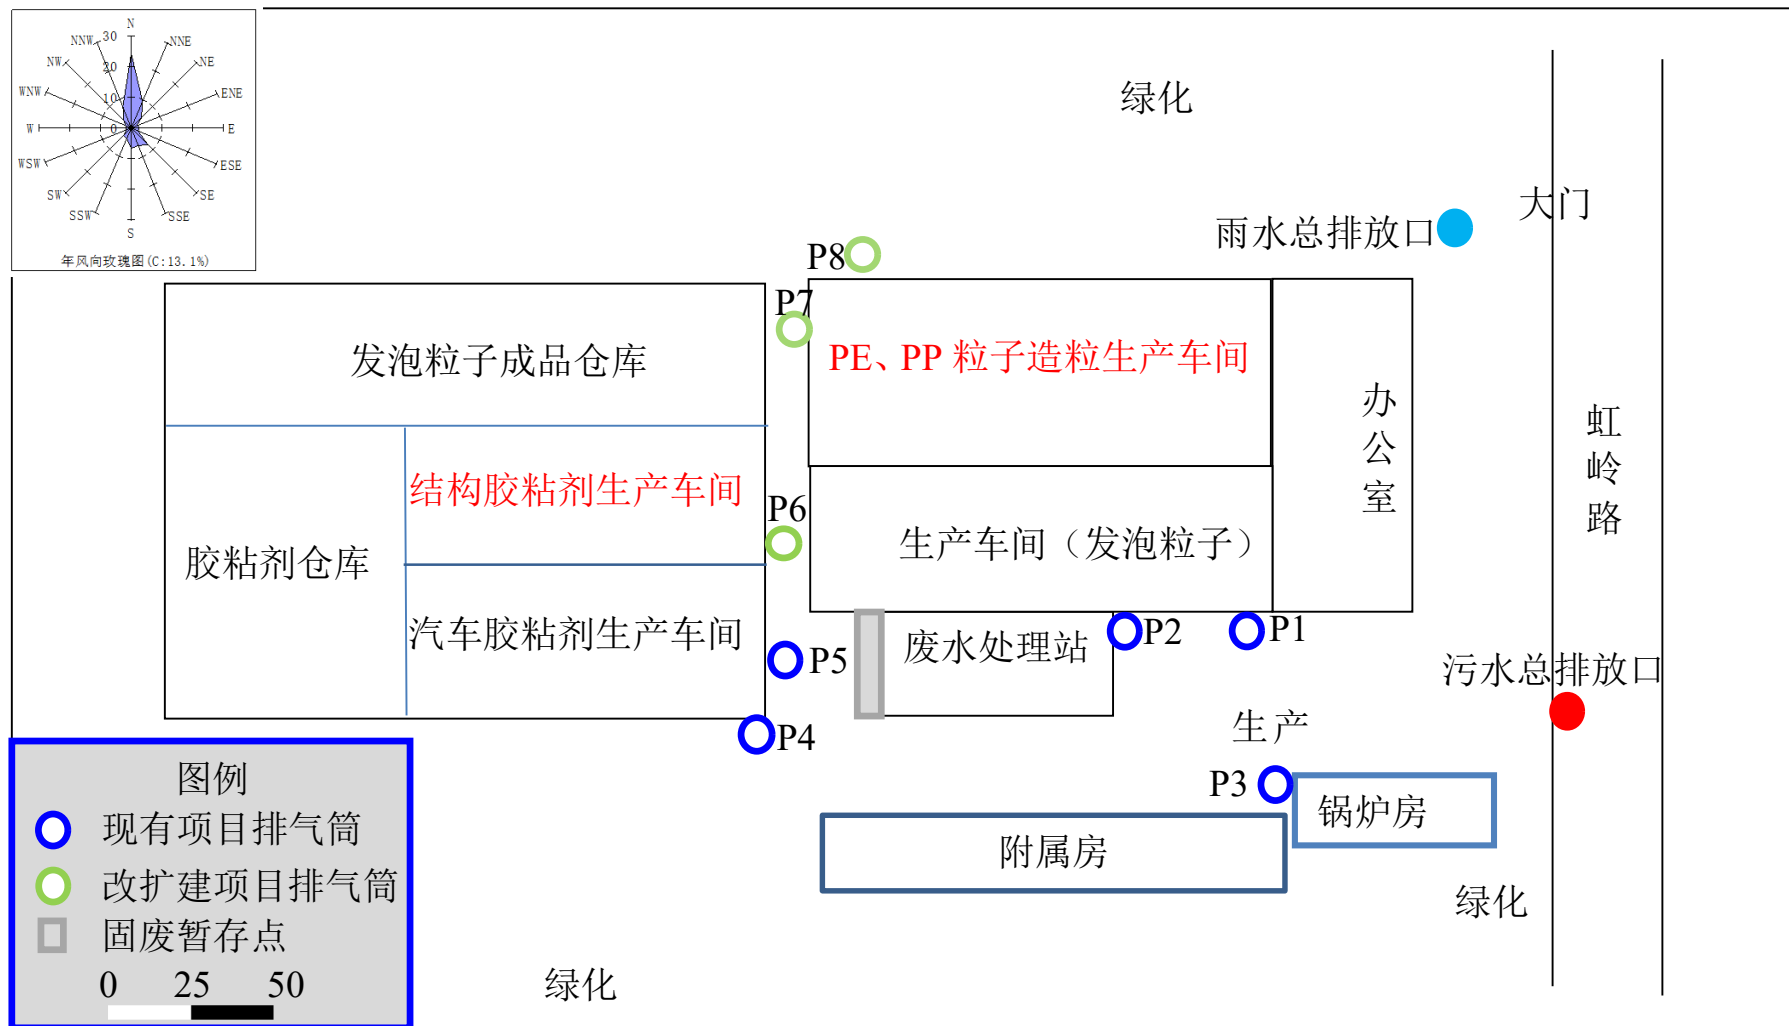 N
NNW
30
NNE
NW
20
NE
WNW
10
ENE
W
0
E
WSW
ESE
SW
SE
SSW
SSE
S
年风向玫瑰图(C:13.1%)
绿化
大门
雨水总排放口
P8
P7
发泡粒子成品仓库
PE、PP 粒子造粒生产车间
办公室
虹岭路
结构胶粘剂生产车间
P6
生产车间（发泡粒子）
胶粘剂仓库
汽车胶粘剂生产车间
P5
废水处理站
P2
P1
污水总排放口
P4
生产
P3
锅炉房
附属房
绿化
绿化
图例
现有项目排气筒
改扩建项目排气筒
固废暂存点
0 25 50